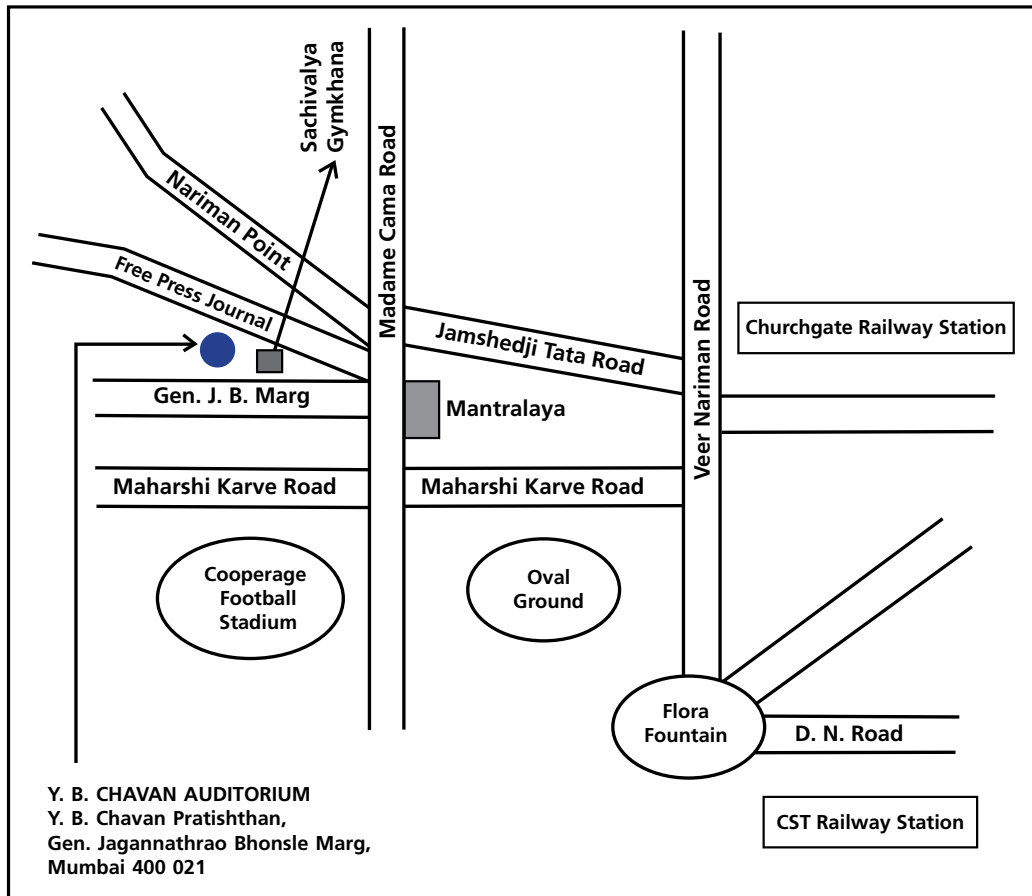 Sachivalya
Gymkhana
Madame Cama Road
Nariman Point
Free Press Journal
Veer Nariman Road
Churchgate Railway Station
Jamshedji Tata Road
Gen. J. B. Marg
Mantralaya
Maharshi Karve Road
Maharshi Karve Road
Cooperage
Football
Stadium
Oval
Ground
Flora
Fountain
D. N. Road
Y. B. CHAVAN AUDITORIUM
Y. B. Chavan Pratishthan,
Gen. Jagannathrao Bhonsle Marg,
Mumbai 400 021
CST Railway Station